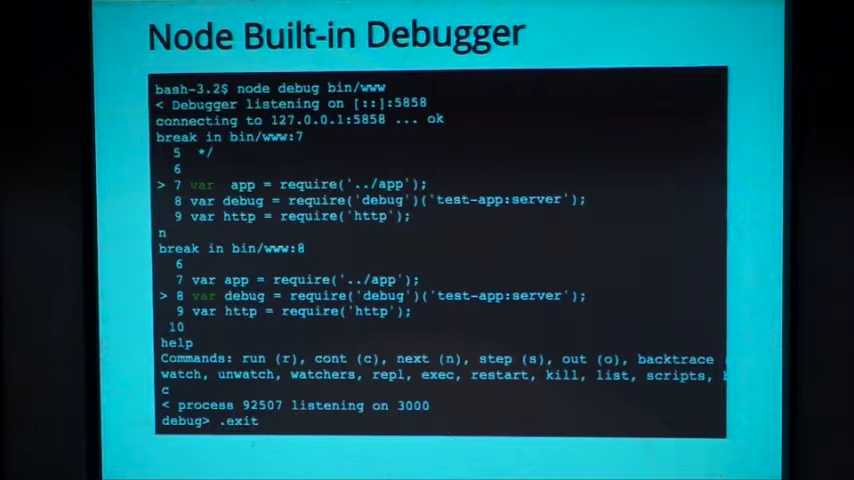 Node Built-in Debugger
bash-3.2$ node debug bin/www
< Debugger listening on [::]:5858
connecting to 127.0.0.1:5858 ... ok
break in bin/www:7
5 */
6
> 7 var app = require('../app');
8 var debug = require('debug')('test-app:server');
9 var http = require('http');
n
break in bin/www:8
6
7 var app = require('../app');
> 8 var debug = require('debug')('test-app:server');
9 var http = require('http');
10
help
Commands: run (r), cont (c), next (n), step (s), out (o), backtrace
watch, unwatch, watchers, repl, exec, restart, kill, list, scripts,
c
< process 92507 listening on 3000
debug> .exit